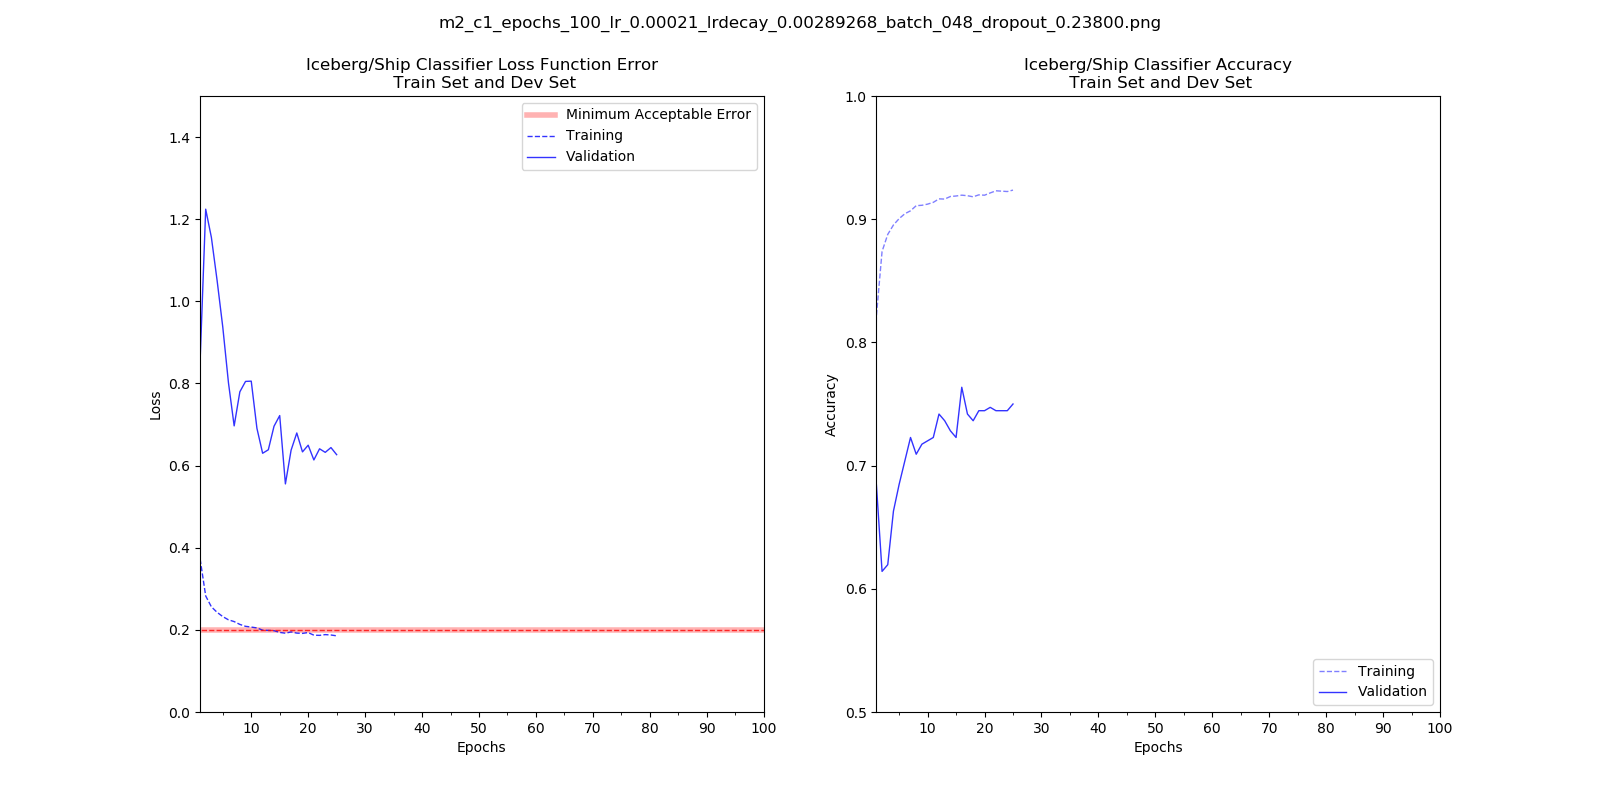 m2_c1_epochs_100_lr_0.00021_lrdecay_0.00289268_batch_048_dropout_0.23800.png
Iceberg/Ship Classifier Loss Function Error
Train Set and Dev Set
Minimum Acceptable Error
Training
Validation
1.4
1.2
1.0
0.8
0.6
0.4
0.2
0.0
Loss
10 20 30 40 50 60 70 80 90 100
Epochs
Iceberg/Ship Classifier Accuracy
Train Set and Dev Set
1.0
0.9
0.8
0.7
0.6
0.5
Accuracy
Training
Validation
10 20 30 40 50 60 70 80 90 100
Epochs